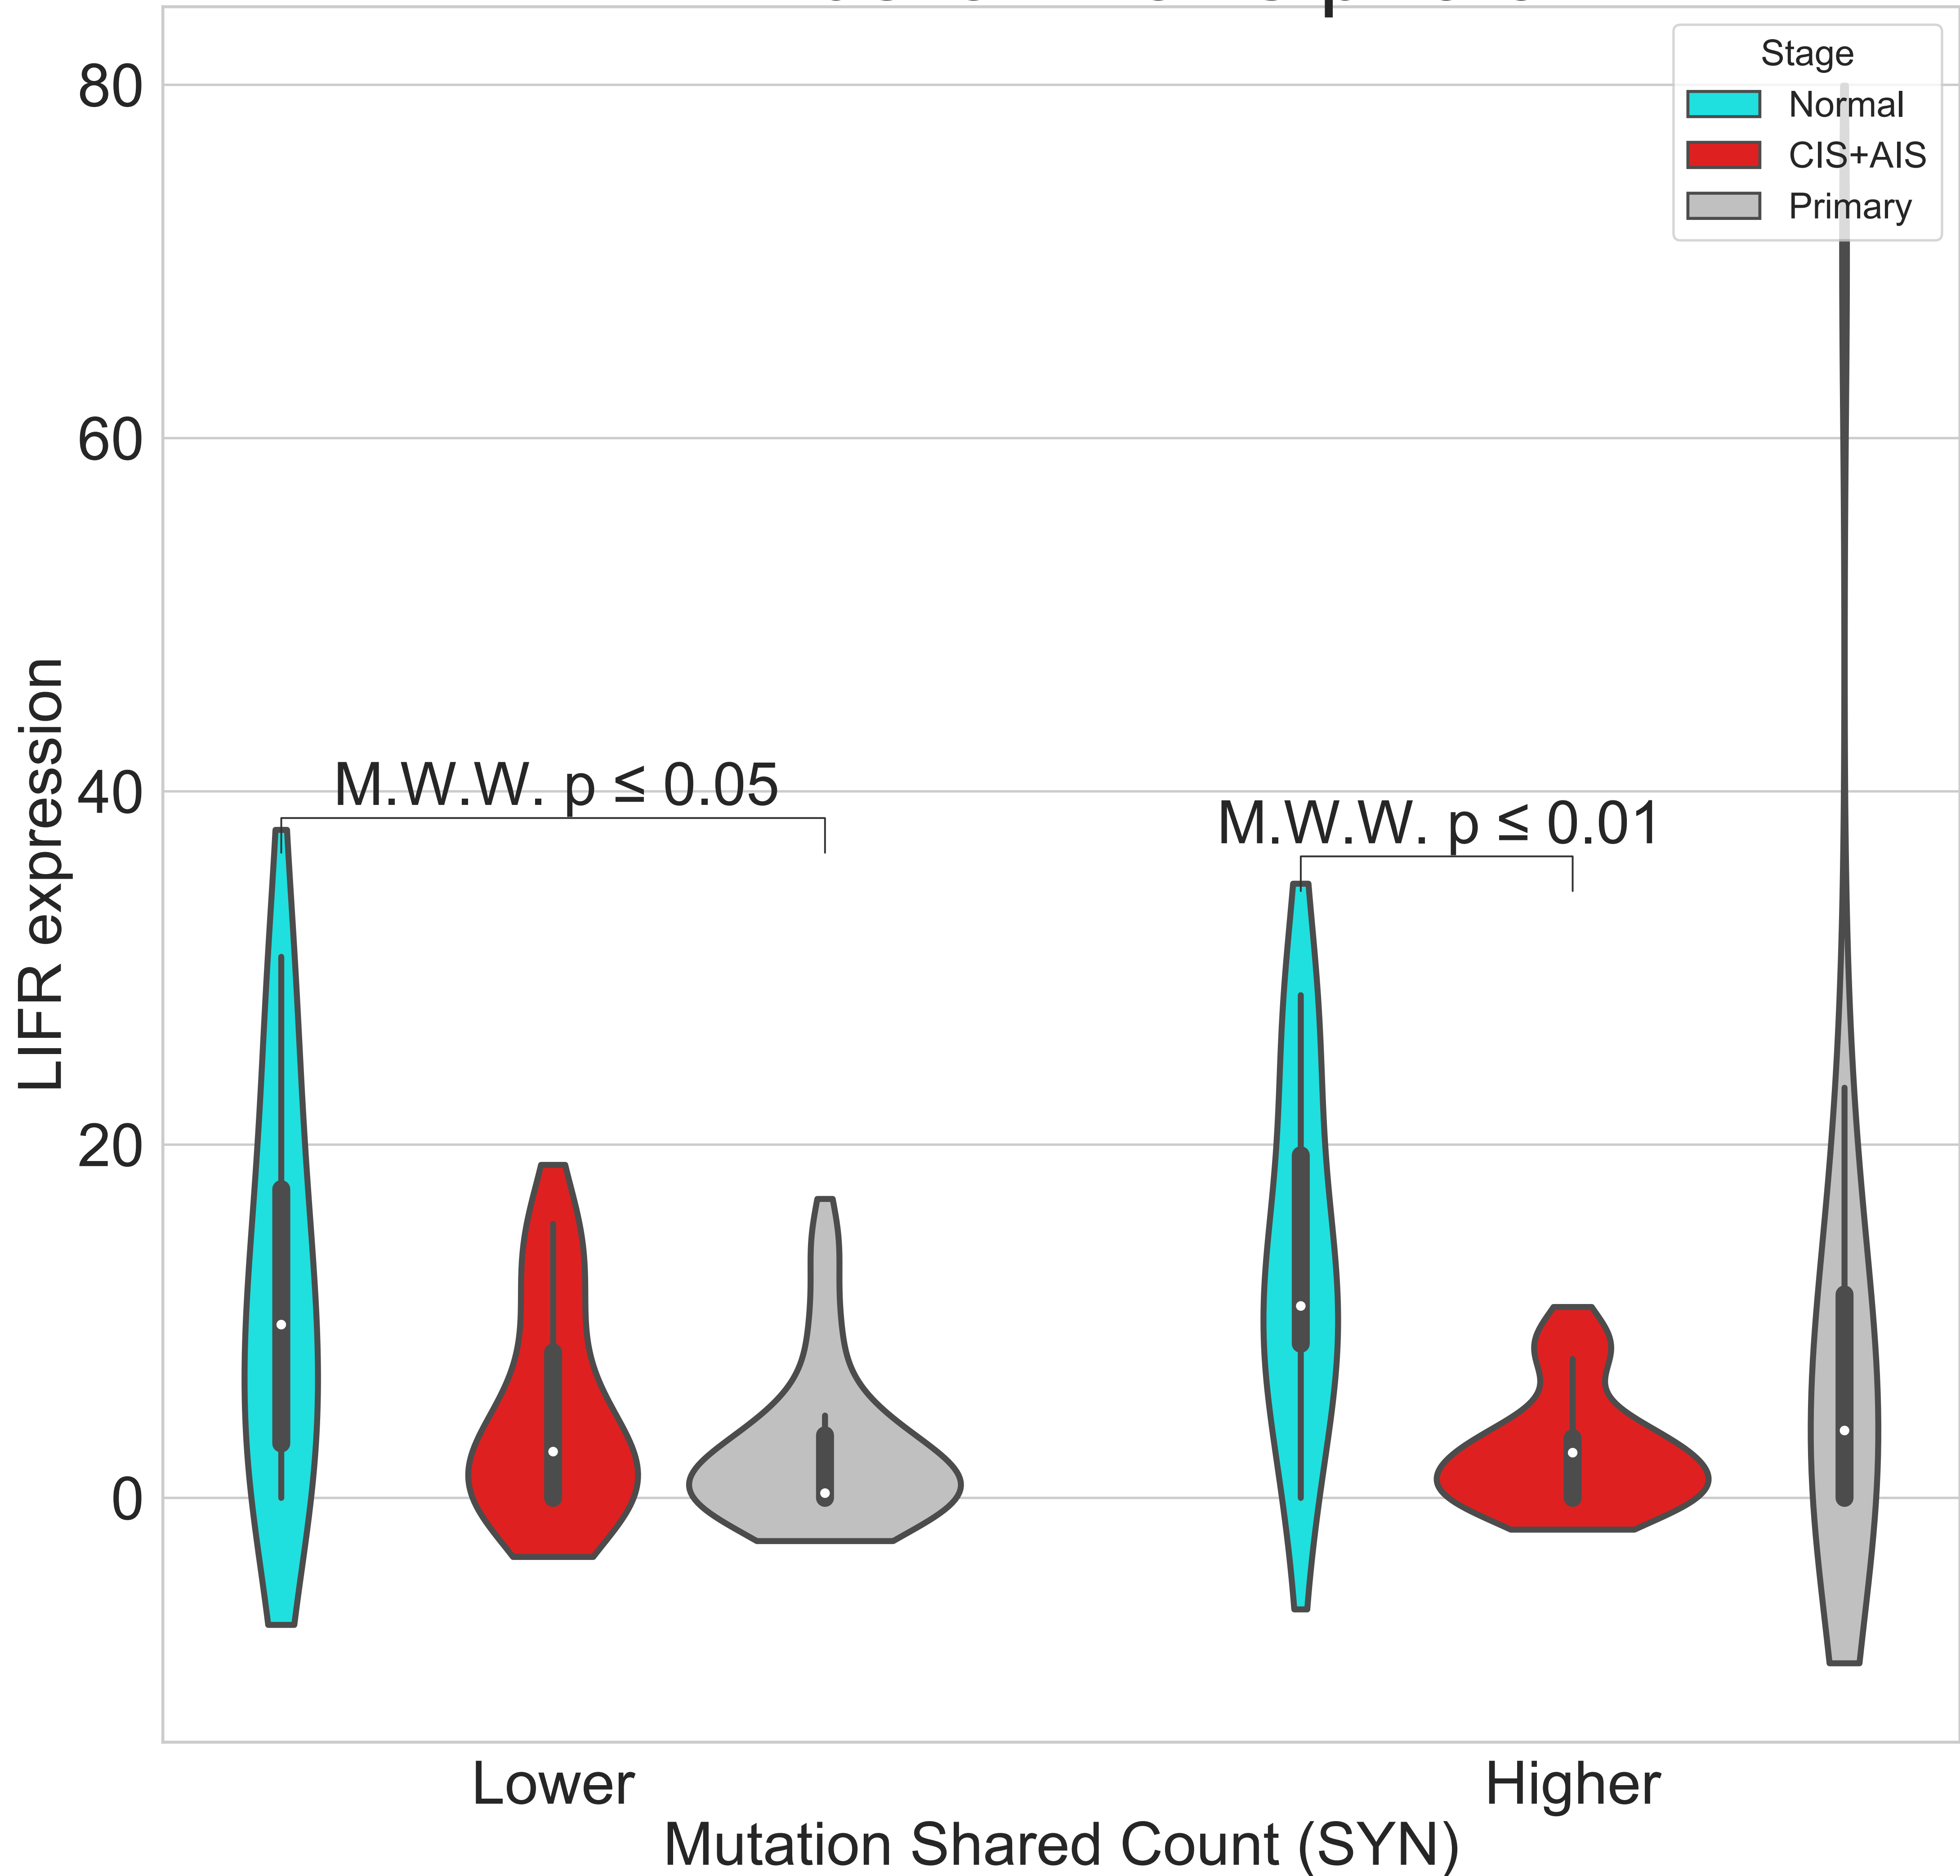 Stage
Normal
CIS+AIS
Primary
80
60
40
20
0
LIFR expression
M.W.W. p ≤ 0.05
M.W.W. p ≤ 0.01
Lower
Higher
Mutation Shared Count (SYN)